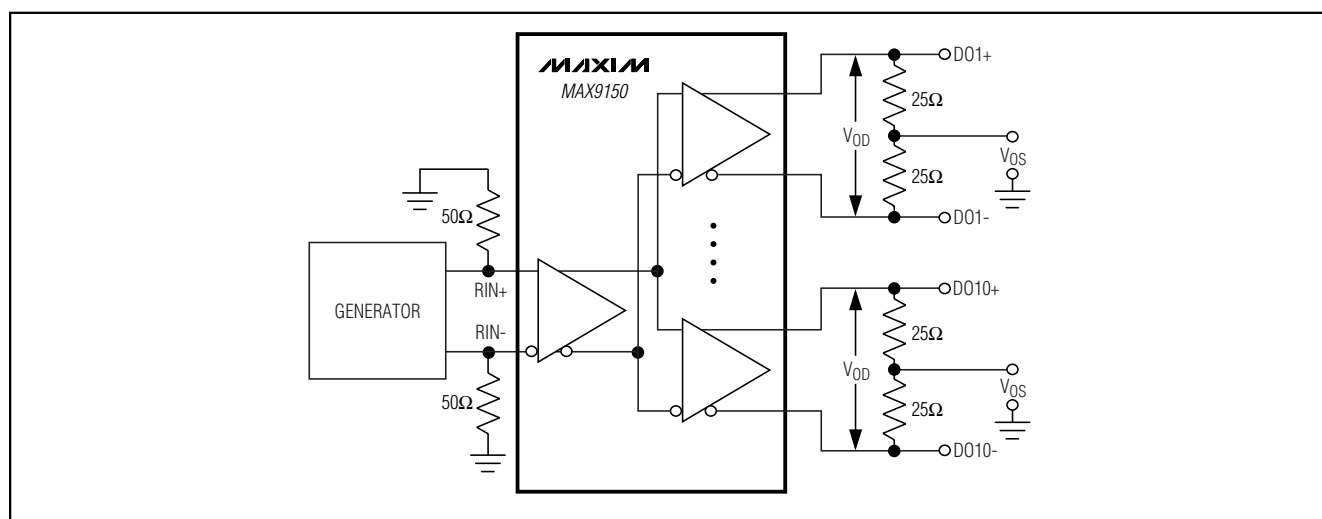 MAXIM
MAX9150
GENERATOR
50Ω
RIN+
RIN-
50Ω
DO1+
25Ω
VOD
VOS
25Ω
DO1-
DO10+
25Ω
VOD
VOS
25Ω
DO10-